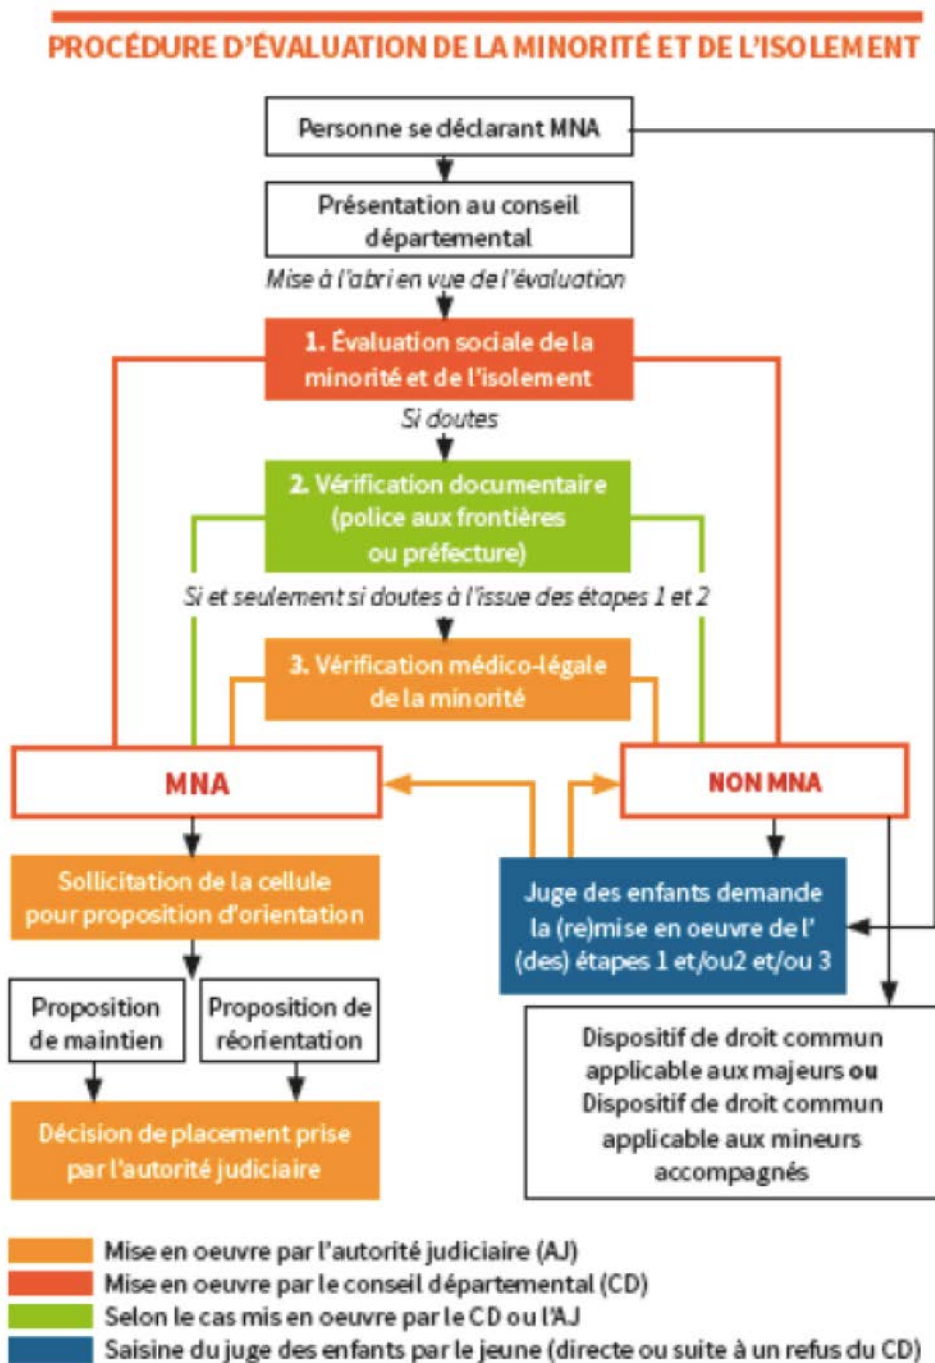 PROCÉDURE D'ÉVALUATION DE LA MINORITÉ ET DE L'ISOLEMENT
Personne se déclarant MNA
Présentation au conseil
départemental
Mise à l'abri en vue de l'évaluation
1. Évaluation sociale de la
minorité et de l'isolement
Si doutes
2. Vérification documentaire
(police aux frontières
ou préfecture)
Si et seulement si doutes à l'issue des étapes 1 et 2
3. Vérification médico-légale
de la minorité
MNA
NON MNA
Sollicitation de la cellule
pour proposition d'orientation
Juge des enfants demande
la (re)mise en oeuvre de l'
(des) étapes 1 et/ou2 et/ou 3
Proposition
de maintien
Proposition de
réorientation
Dispositif de droit commun
applicable aux majeurs ou
Dispositif de droit commun
applicable aux mineurs
accompagnés
Décision de placement prise
par l'autorité judiciaire
Mise en oeuvre par l'autorité judiciaire (AJ)
Mise en oeuvre par le conseil départemental (CD)
Selon le cas mis en oeuvre par le CD ou l'AJ
Saisine du juge des enfants par le jeune (directe ou suite à un refus du CD)